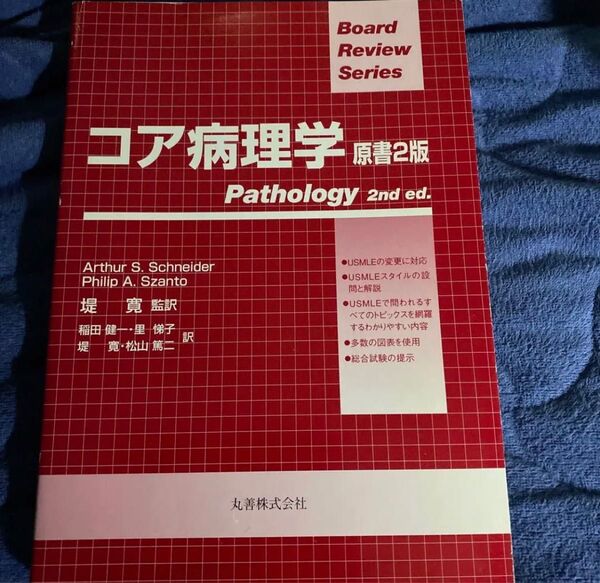 Board
Review
Series
コア病理学 原書2版
Pathology 2nd ed.
Arthur S. Schneider
Philip A. Szanto
堤 寛 監訳
稲田 健一・里 悌子
堤 寛・松山 篤二 訳
●USMLEの変更に対応
●USMLEスタイルの設
問と解説
●USMLEで問われるす
べてのトピックスを網羅
するわかりやすい内容
●多数の図表を使用
●総合試験の提示
丸善株式会社